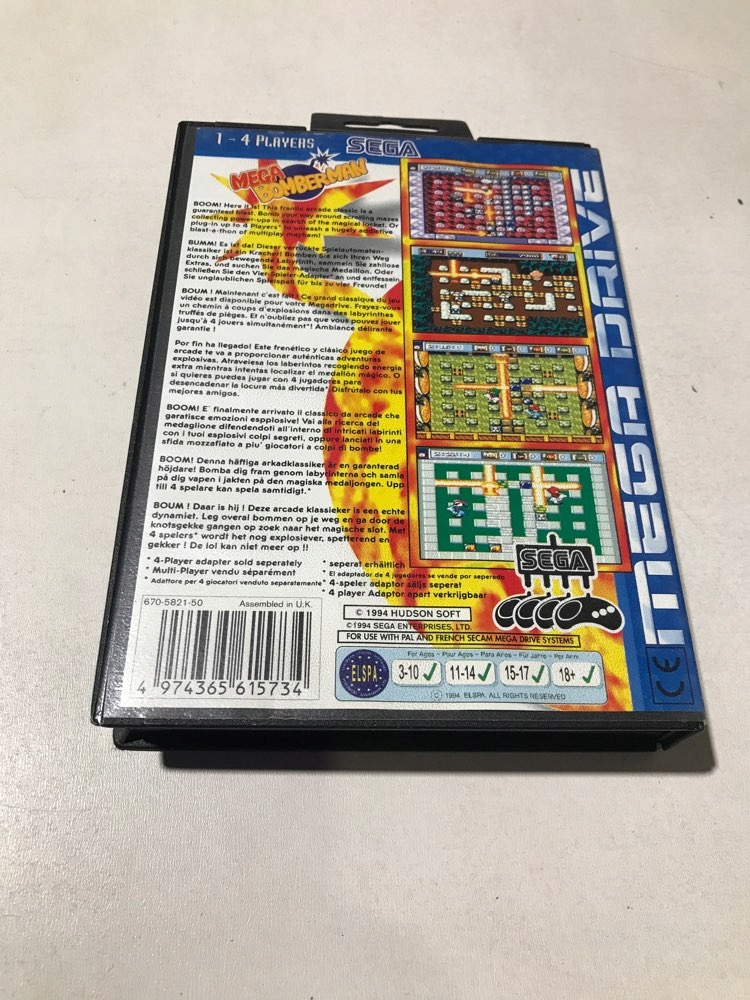 1 - 4 PLAYERS
SEGA
MEGA
BOMBERMAN
BOOM! Here it is! This frantic arcade classic is a
guaranteed blast. Bomb your way around scrolling mazes
collecting power-ups in search of the magical locket. Or
plug-in up to 4 Players* to unleash a hugely addictive
blast-a-thon of multiplay mayhem!
BUMM! Es ist da! Dieser verrückte Spielautomaten-
klassiker ist ein Kracher! Bomben Sie sich Ihren Weg
durch das bewegende Labyrinth, sammeln Sie zahllose
Extras, und suchen Sie das magische Medaillon. Oder
schließen Sie den Vier-Spieler-Adapter* an und entfesseln
Sie unglaublichen Spielspaß für bis zu vier Freunde!
BOUM ! Maintenant c'est fait ! Ce grand classique du jeu
vidéo est disponible pour votre Megadrive. Frayez-vous
un chemin à coups d'explosions dans des labyrinthes
truffés de pièges. Et n'oubliez pas que vous pouvez jouer
jusqu'à 4 joueurs simultanément*! Ambiance délirante
garantie !
Por fin ha llegado! Este frenético y clásico juego de
arcade te va a proporcionar auténticas adventuras
explosivas. Atraviesa los laberintos recogiendo energia
extra mientras intentas localizar el medallón mágico. O
si quieres puedes jugar con 4 jugadores para
desencadenar la locura más divertida* Disfrútalo con tus
mejores amigos.
BOOM! E' finalmente arrivato il classico da arcade che
garatisce emozioni espplosive! Vai alla ricerca del
medaglione difendendoti all'interno di intricati labirinti
con i tuoi esplosivi colpi segreti, oppure lanciati in una
sfida mozzafiato a piu' giocatori a colpi di bombe!
BOOM! Denna häftiga arkadklassiker är en garanterad
höjdare! Bomba dig fram genom labyrinterna och samla
på dig vapen i jakten på den magiska medaljongen. Upp
till 4 spelare kan spela samtidigt.*
BOUM ! Daar is hij ! Deze arcade klassieker is een echte
dynamiet. Leg overal bommen op je weg en ga door de
knotsgekke gangen op zoek naar het magische slot. Met
4 spelers* wordt het nog explosiever, spetterend en
gekker ! De lol kan niet meer op !!
* 4-Player adapter sold seperately
* Multi-Player vendu séparément
* Adattore per 4 giocatori venduto separatamente
* seperat erhältlich
* El adaptador de 4 jugadores se vende por seperado
* 4-spelar adapter säljs seperat
* 4 player Adaptor apart verkrijgbaar
SEGA
670-5821-50
Assembled in U.K.
4 974365 615734
© 1994 HUDSON SOFT
©1994 SEGA ENTERPRISES, LTD.
FOR USE WITH PAL AND FRENCH SECAM MEGA DRIVE SYSTEMS
ELSPA
For Ages - Pour Ages - Para Años - Für Jahre - Per Anni
3-10
11-14
15-17
18+
© 1994, ELSPA. ALL RIGHTS RESERVED
CE
MEGA DRIVE